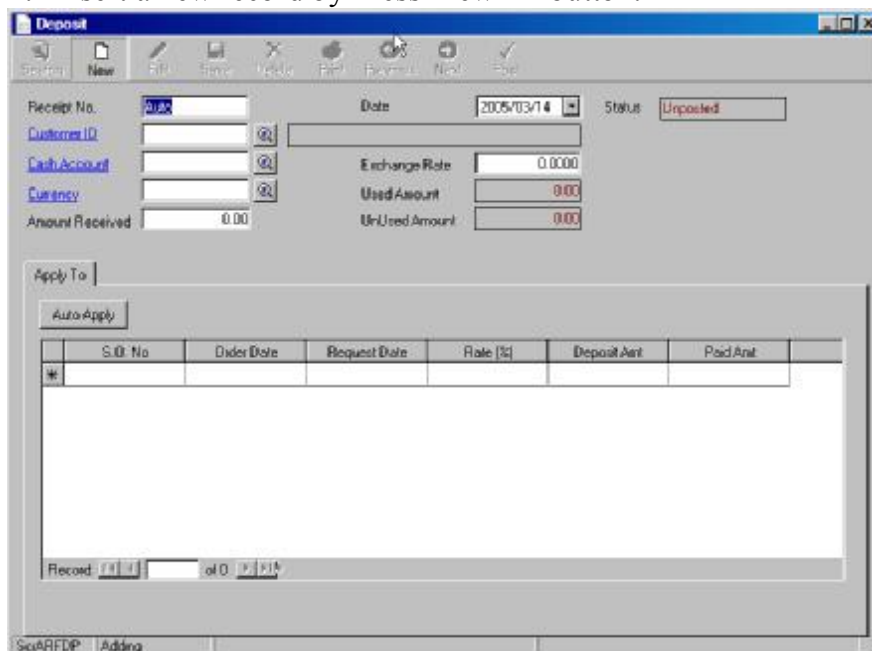 Deposit
New Edit Save Delete Print Previous Next Post
Receipt No. Auto Date 2005/03/14 Status Unposted
Customer ID
Cash Account Exchange Rate 0.0000
Currency Used Amount 0.00
Amount Received 0.00 UnUsed Amount 0.00
Apply To
Auto Apply
S.O. No Order Date Request Date Rate (%) Deposit Amt Paid Amt
Record: of 0
Adding